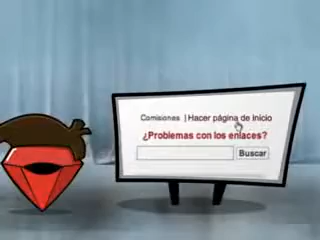 Comisiones | Hacer página de Inicio
¿Problemas con los enlaces?
Buscar